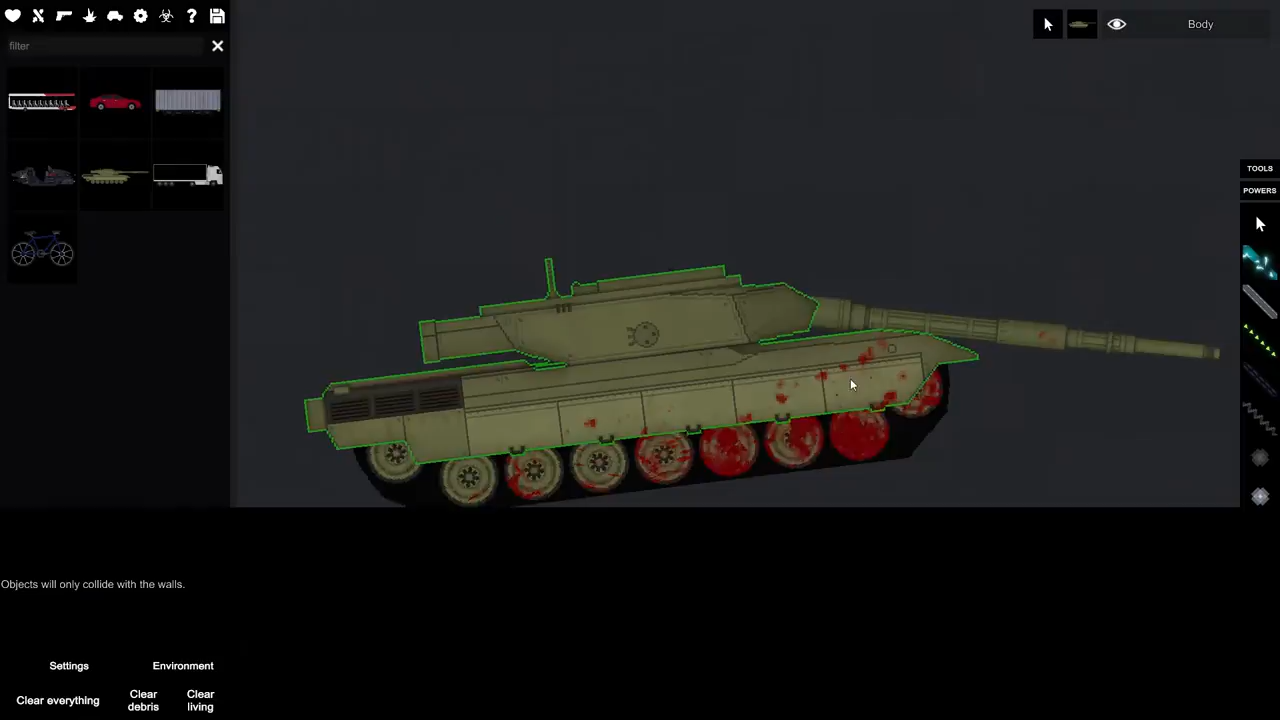 filter
Body
TOOLS
POWERS
Objects will only collide with the walls.
Settings
Environment
Clear everything
Clear
debris
Clear
living